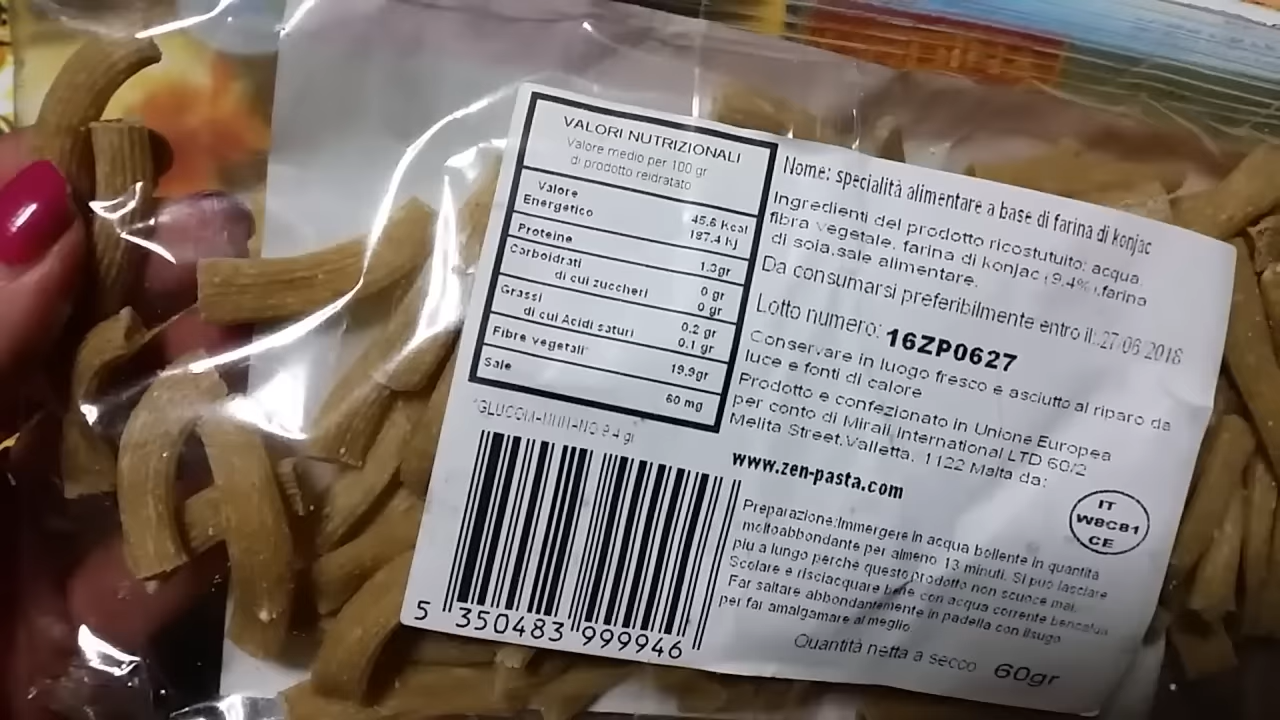 VALORI NUTRIZIONALI
Valore medio per 100 gr
di prodotto reidratato
Valore
Energetico
45.6 kcal
187.4 kj
Proteine
1.3gr
Carboidrati
0 gr
di cui zuccheri
0 gr
Grassi
0.2 gr
di cui Acidi saturi
0.1 gr
Fibre vegetali*
19.9gr
Sale
60 mg
5 350483 999946
Nome: specialità alimentare a base di farina di konjac
Ingredienti del prodotto ricostutuito: acqua,
fibra vegetale, farina di konjac (9.4%),farina
di soia,sale alimentare.
Da consumarsi preferibilmente entro il:27/06/2018
Lotto numero: 16ZP0627
Conservare in luogo fresco e asciutto al riparo da
luce e fonti di calore
Prodotto e confezionato in Unione Europea
per conto di Mirali International LTD 60/2
Melita Street,Valletta, 1122 Malta da:
www.zen-pasta.com
IT
W8C81
CE
Preparazione:Immergere in acqua bollente in quantita
moltoabbondante per almeno 13 minuti. Si può lasciare
piu a lungo perchè questo prodotto non scuoce mai.
Scolare e risciacquare bene con acqua corrente
Far saltare abbondantemente in padella con il sugo
per far amalgamare al meglio
Quantità netta a secco 60gr